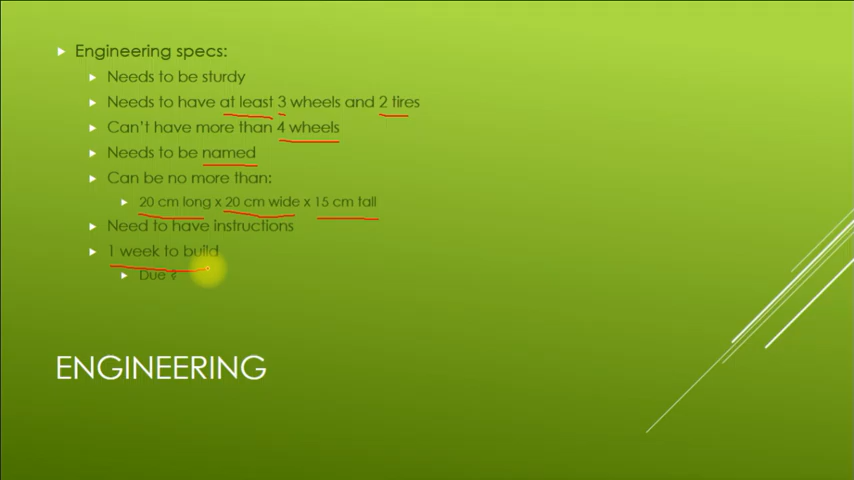 Engineering specs:
Needs to be sturdy
Needs to have at least 3 wheels and 2 tires
Can't have more than 4 wheels
Needs to be named
Can be no more than:
20 cm long x 20 cm wide x 15 cm tall
Need to have instructions
1 week to build
Due ?
ENGINEERING